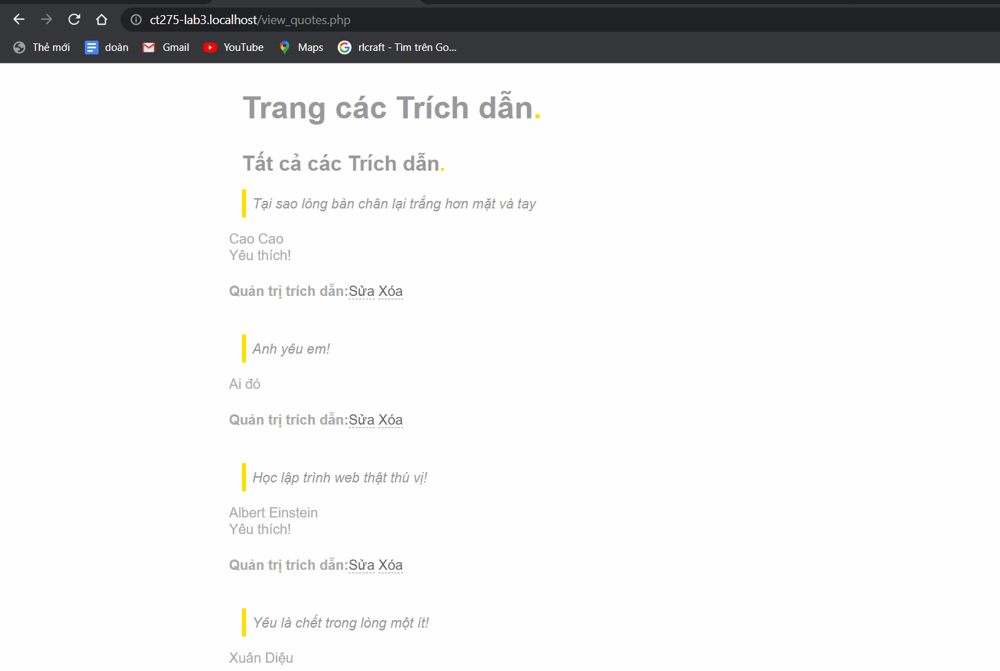 ct275-lab3.localhost/view_quotes.php
Thẻ mới doàn Gmail YouTube Maps rlcraft - Tìm trên Go...
Trang các Trích dẫn.
Tất cả các Trích dẫn.
Tại sao lòng bàn chân lại trắng hơn mặt và tay
Cao Cao
Yêu thích!
Quản trị trích dẫn:Sửa Xóa
Anh yêu em!
Ai đó
Quản trị trích dẫn:Sửa Xóa
Học lập trình web thật thú vị!
Albert Einstein
Yêu thích!
Quản trị trích dẫn:Sửa Xóa
Yêu là chết trong lòng một ít!
Xuân Diệu